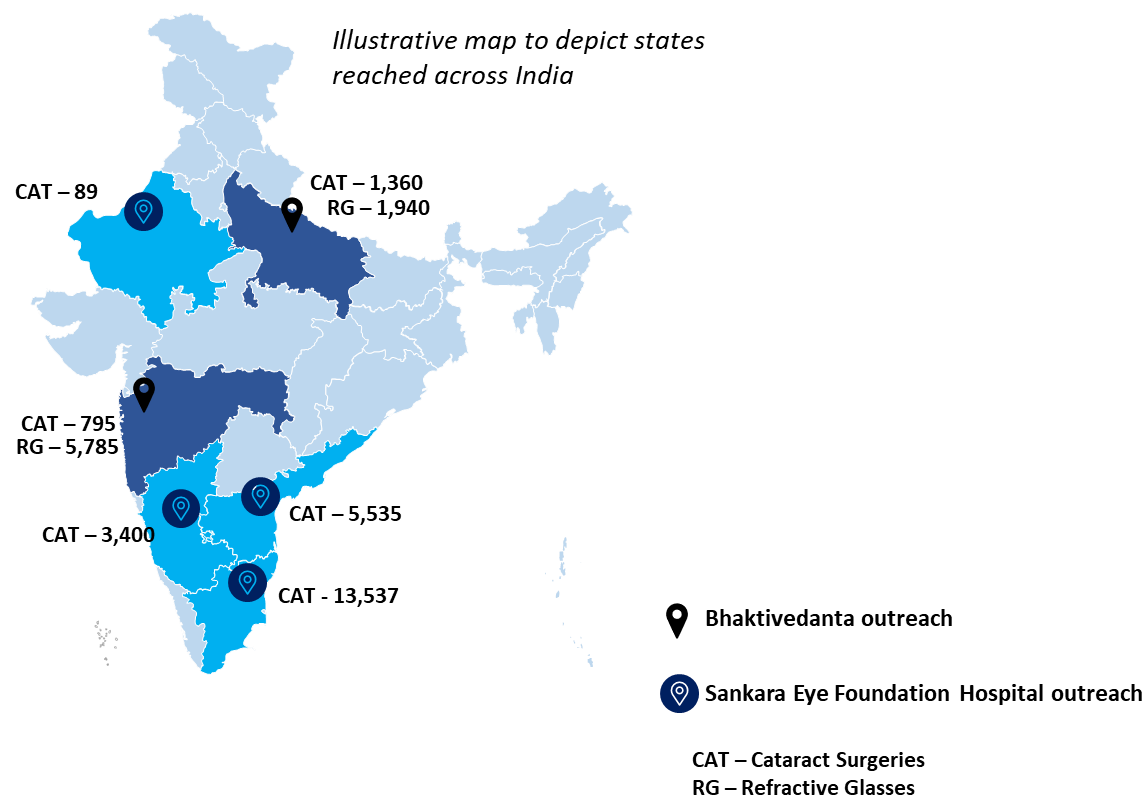 Illustrative map to depict states
reached across India
CAT – 89
CAT – 1,360
RG – 1,940
CAT – 795
RG – 5,785
CAT – 3,400
CAT – 5,535
CAT - 13,537
Bhaktivedanta outreach
Sankara Eye Foundation Hospital outreach
CAT – Cataract Surgeries
RG – Refractive Glasses